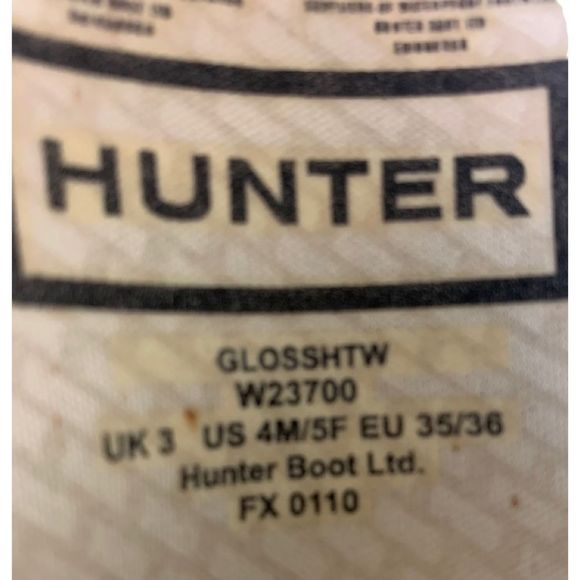 HUNTER
GLOSSHTW
W23700
UK 3 US 4M/5F EU 35/36
Hunter Boot Ltd.
FX 0110